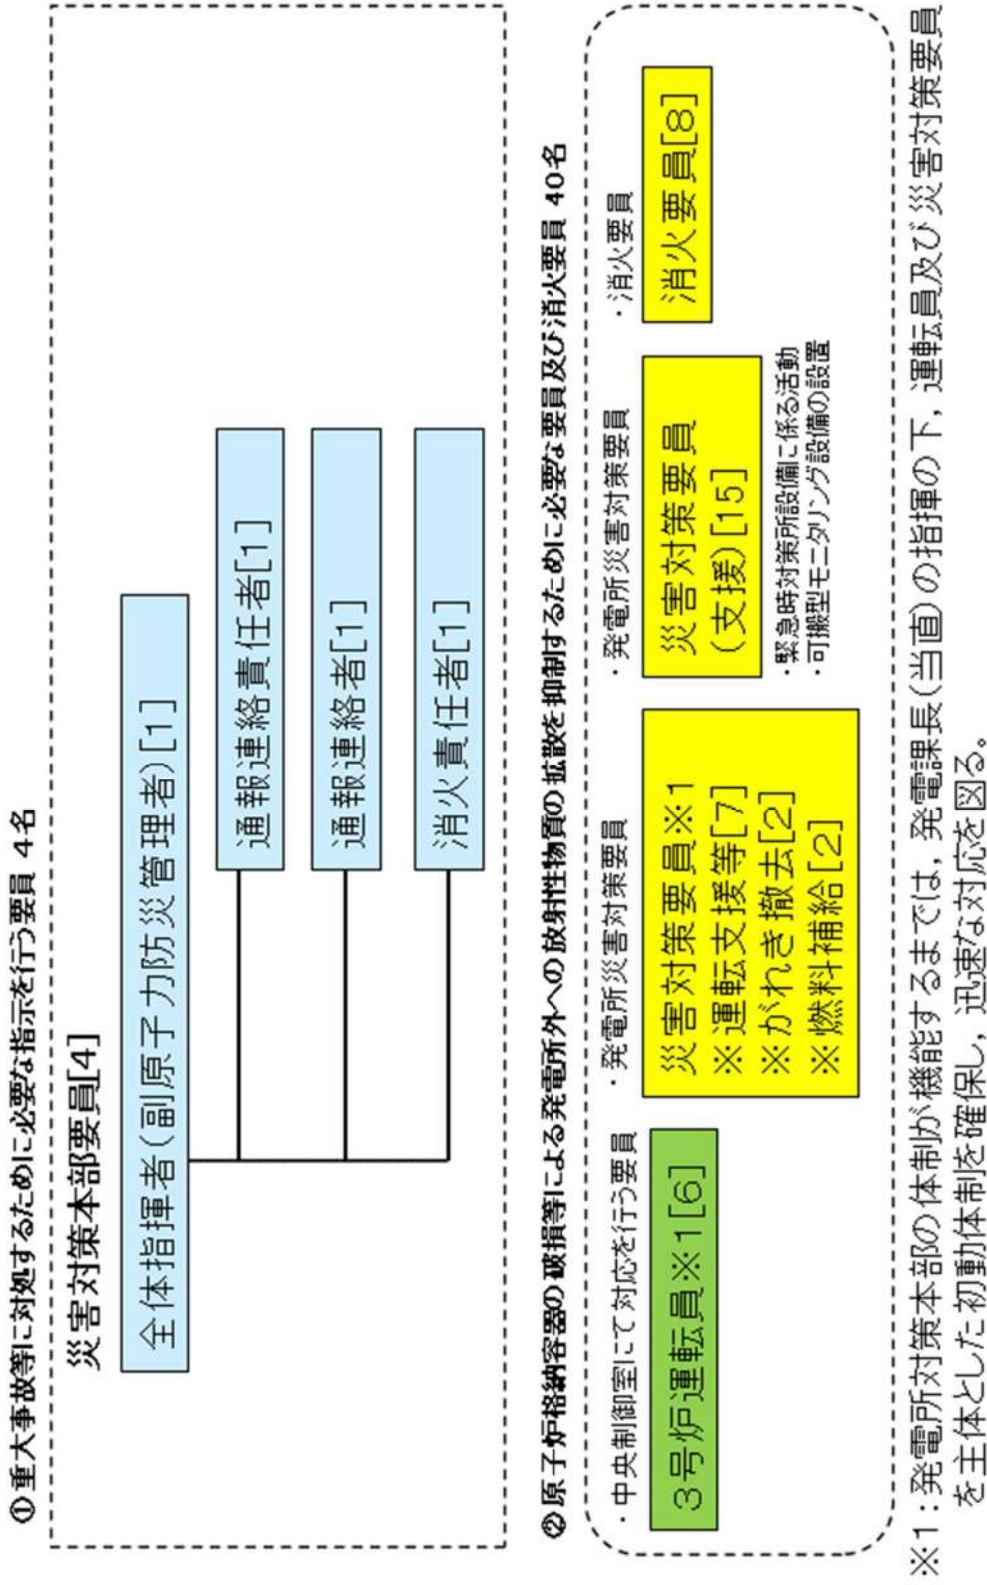 ①重大事故等に対処するために必要な指示を行う要員 4名
災害対策本部要員[4]
全体指揮者(副原子力防災管理者)[1]
通報連絡責任者[1]
通報連絡者[1]
消火責任者[1]
②原子炉格納容器の破損等による発電所外への放射性物質の拡散を抑制するために必要な要員及び消火要員 40名
・中央制御室にて対応を行う要員
3号炉運転員※1[6]
・発電所災害対策要員
災害対策要員※1
※運転支援等[7]
※がれき撤去[2]
※燃料補給[2]
・発電所災害対策要員
災害対策要員
(支援)[15]
・緊急時対策所設備に係る活動
・可搬型モニタリング設備の設置
・消火要員
消火要員[8]
※1:発電所対策本部の体制が機能するまでは,発電課長(当直)の指揮の下,運転員及び災害対策要員
を主体とした初動体制を確保し,迅速な対応を図る。